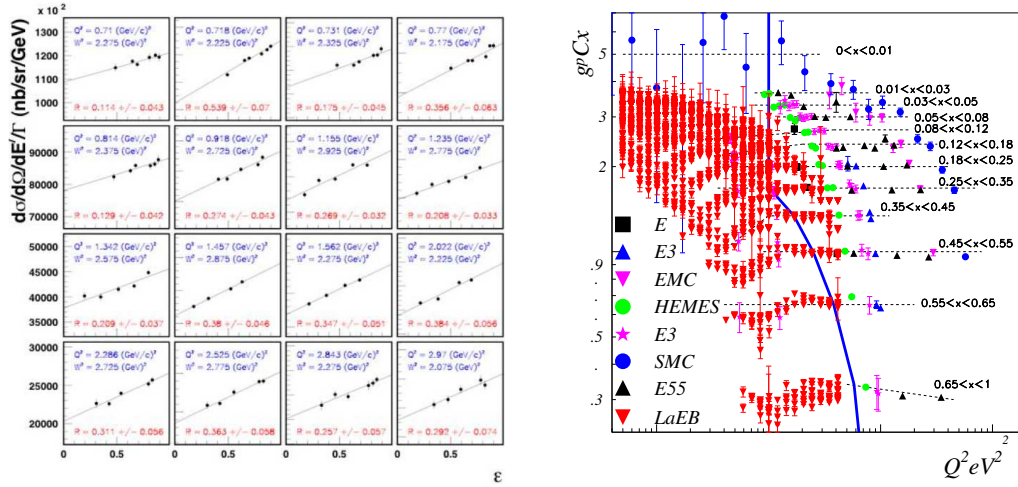 × 10²
dσ/dΩ/dE'/Γ (nb/sr/GeV)
1300
1200
1100
1000
Q² = 0.71 (GeV/c)²
W² = 2.275 (GeV)²
R = 0.114 +/− 0.043
Q² = 0.718 (GeV/c)²
W² = 2.225 (GeV)²
R = 0.539 +/− 0.07
Q² = 0.731 (GeV/c)²
W² = 2.325 (GeV)²
R = 0.175 +/− 0.045
Q² = 0.77 (GeV/c)²
W² = 2.175 (GeV)²
R = 0.356 +/− 0.063
90000
80000
70000
Q² = 0.814 (GeV/c)²
W² = 2.375 (GeV)²
R = 0.129 +/− 0.042
Q² = 0.918 (GeV/c)²
W² = 2.725 (GeV)²
R = 0.274 +/− 0.043
Q² = 1.155 (GeV/c)²
W² = 2.925 (GeV)²
R = 0.269 +/− 0.032
Q² = 1.235 (GeV/c)²
W² = 2.775 (GeV)²
R = 0.208 +/− 0.033
50000
45000
40000
35000
Q² = 1.342 (GeV/c)²
W² = 2.575 (GeV)²
R = 0.209 +/− 0.037
Q² = 1.457 (GeV/c)²
W² = 2.875 (GeV)²
R = 0.38 +/− 0.046
Q² = 1.562 (GeV/c)²
W² = 2.275 (GeV)²
R = 0.347 +/− 0.051
Q² = 2.022 (GeV/c)²
W² = 2.225 (GeV)²
R = 0.384 +/− 0.056
30000
25000
20000
Q² = 2.286 (GeV/c)²
W² = 2.725 (GeV)²
R = 0.311 +/− 0.056
Q² = 2.525 (GeV/c)²
W² = 2.775 (GeV)²
R = 0.363 +/− 0.058
Q² = 2.843 (GeV/c)²
W² = 2.275 (GeV)²
R = 0.257 +/− 0.057
Q² = 2.97 (GeV/c)²
W² = 2.075 (GeV)²
R = 0.292 +/− 0.074
0 0.5 0 0.5 0 0.5 0 0.5
ε
gᵖCx
5
3
2
.9
.5
.3
0<x<0.01
0.01<x<0.03
0.03<x<0.05
0.05<x<0.08
0.08<x<0.12
0.12<x<0.18
0.18<x<0.25
0.25<x<0.35
0.35<x<0.45
0.45<x<0.55
0.55<x<0.65
0.65<x<1
E
E3
EMC
HEMES
E3
SMC
E55
LaEB
2
Q²eV²